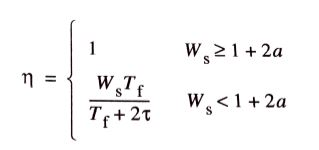 η = { 1    W_s ≥ 1 + 2a
W_s T_f / (T_f + 2τ)    W_s < 1 + 2a